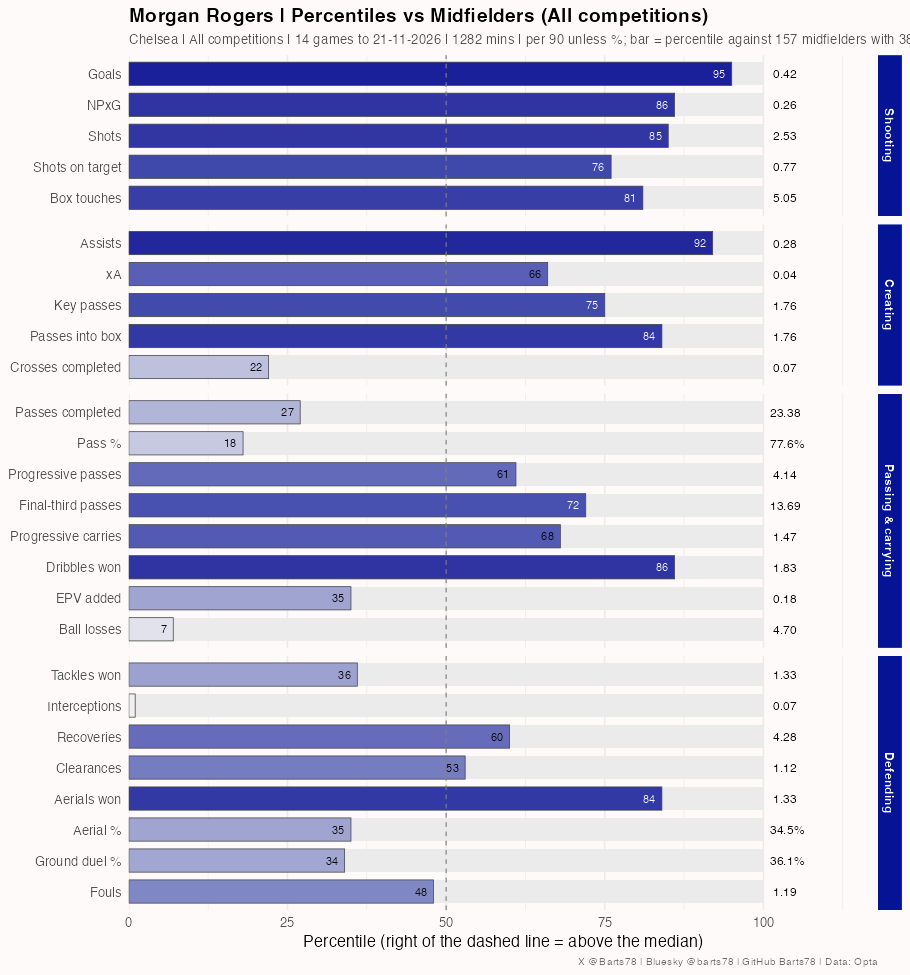 Morgan Rogers | Percentiles vs Midfielders (All competitions)
Chelsea | All competitions | 14 games to 21-11-2026 | 1282 mins | per 90 unless %; bar = percentile against 157 midfielders with 38
Goals 95 0.42
NPxG 86 0.26
Shots 85 2.53
Shots on target 76 0.77
Box touches 81 5.05
Shooting
Assists 92 0.28
xA 66 0.04
Key passes 75 1.76
Passes into box 84 1.76
Crosses completed 22 0.07
Creating
Passes completed 27 23.38
Pass % 18 77.6%
Progressive passes 61 4.14
Final-third passes 72 13.69
Progressive carries 68 1.47
Dribbles won 86 1.83
EPV added 35 0.18
Ball losses 7 4.70
Passing & carrying
Tackles won 36 1.33
Interceptions 0.07
Recoveries 60 4.28
Clearances 53 1.12
Aerials won 84 1.33
Aerial % 35 34.5%
Ground duel % 34 36.1%
Fouls 48 1.19
Defending
0 25 50 75 100
Percentile (right of the dashed line = above the median)
X @Barts78 | Bluesky @barts78 | GitHub Barts78 | Data: Opta